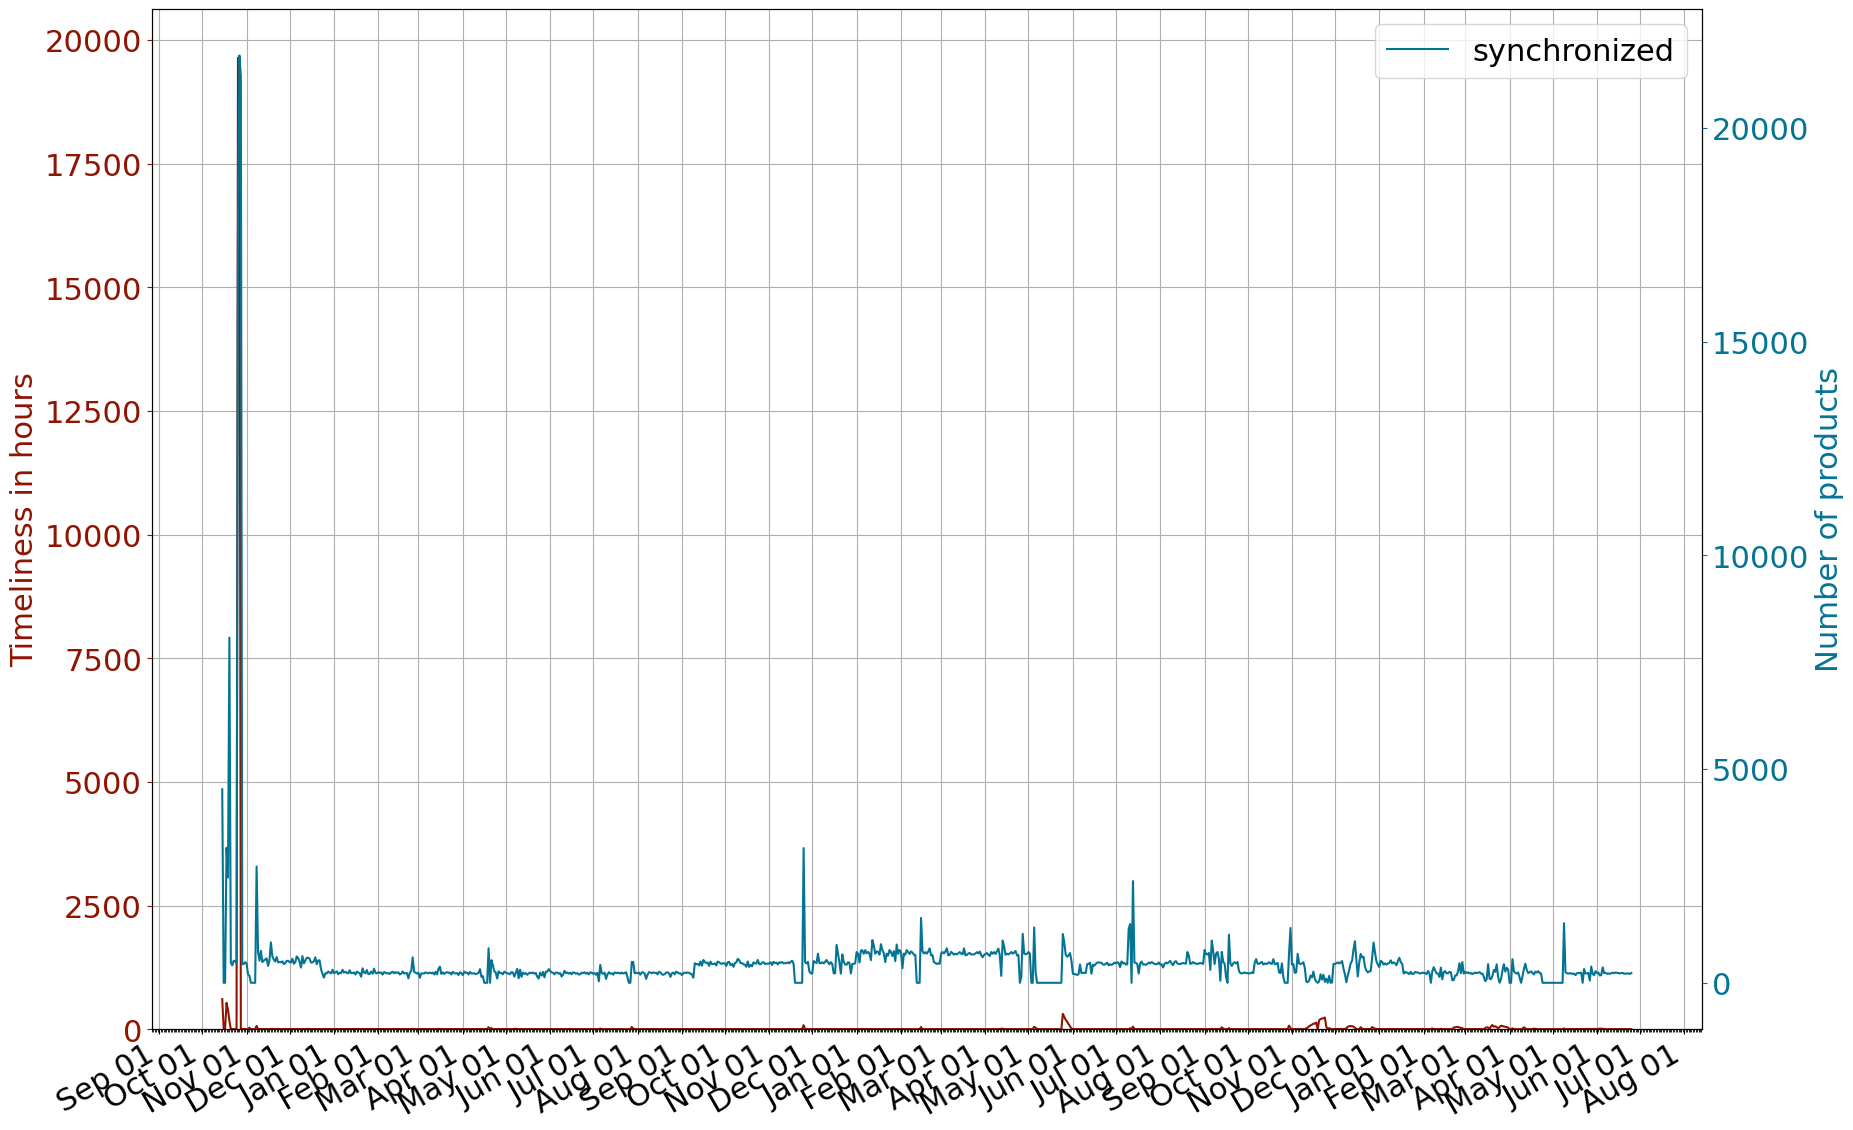 synchronized
Timeliness in hours
20000
17500
15000
12500
10000
7500
5000
2500
0
Number of products
20000
15000
10000
5000
0
Sep 01
Oct 01
Nov 01
Dec 01
Jan 01
Feb 01
Mar 01
Apr 01
May 01
Jun 01
Jul 01
Aug 01
Sep 01
Oct 01
Nov 01
Dec 01
Jan 01
Feb 01
Mar 01
Apr 01
May 01
Jun 01
Jul 01
Aug 01
Sep 01
Oct 01
Nov 01
Dec 01
Jan 01
Feb 01
Mar 01
Apr 01
May 01
Jun 01
Jul 01
Aug 01